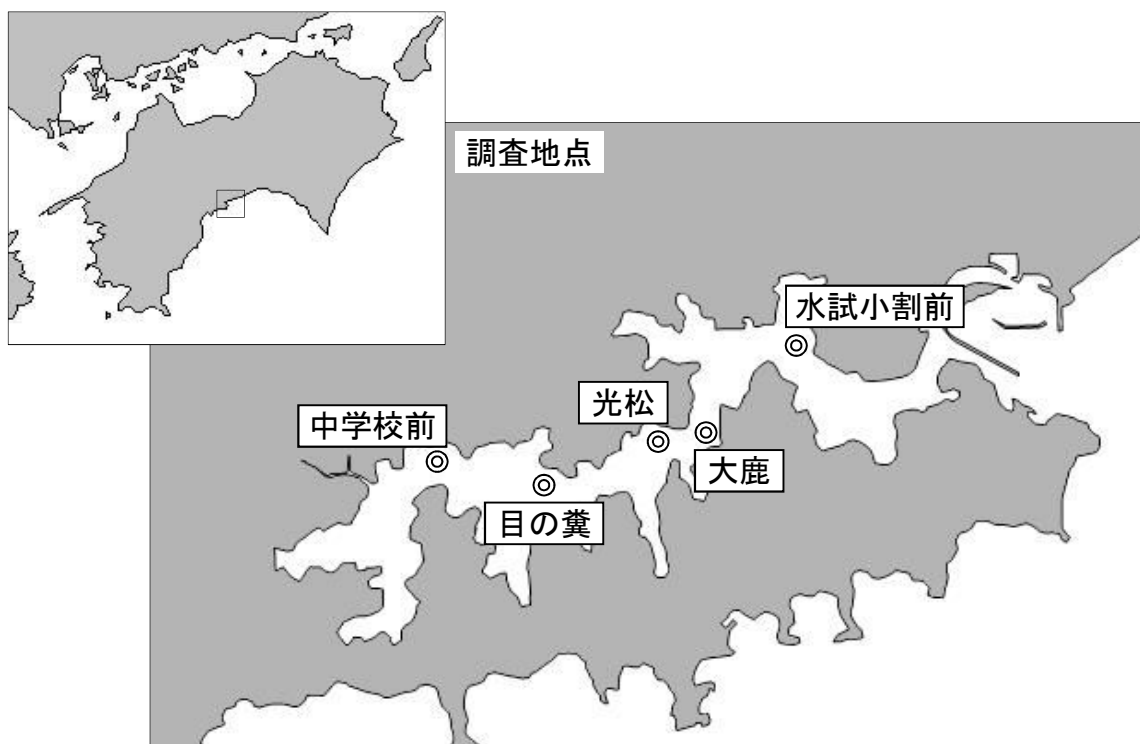 調査地点
水試小割前
光松
中学校前
大鹿
目の糞